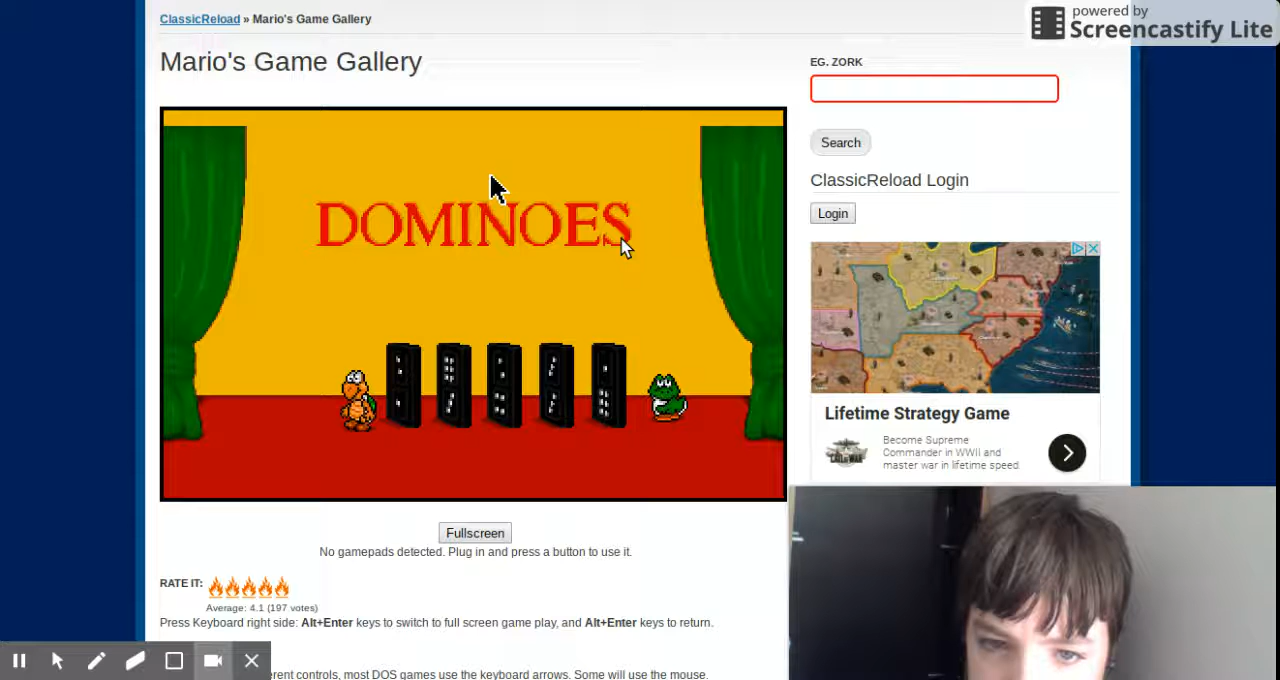 powered by
Screencastify Lite
ClassicReload » Mario's Game Gallery
Mario's Game Gallery
EG. ZORK
Search
ClassicReload Login
Login
DOMINOES
Lifetime Strategy Game
Become Supreme
Commander in WWII and
master war in lifetime speed
Fullscreen
No gamepads detected. Plug in and press a button to use it.
RATE IT:
Average: 4.1 (197 votes)
Press Keyboard right side: Alt+Enter keys to switch to full screen game play, and Alt+Enter keys to return.
controls, most DOS games use the keyboard arrows. Some will use the mouse.